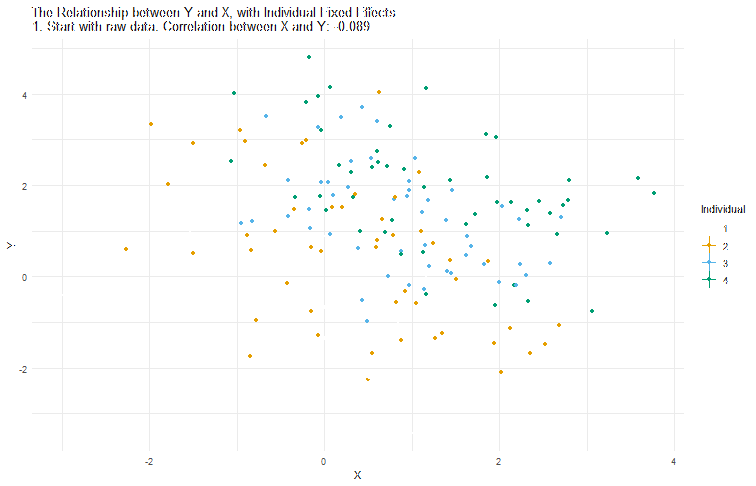 The Relationship between Y and X, with Individual Fixed Effects
1. Start with raw data. Correlation between X and Y: -0.089
4
2
0
-2
Y
-2
0
2
4
X
Individual
1
2
3
4